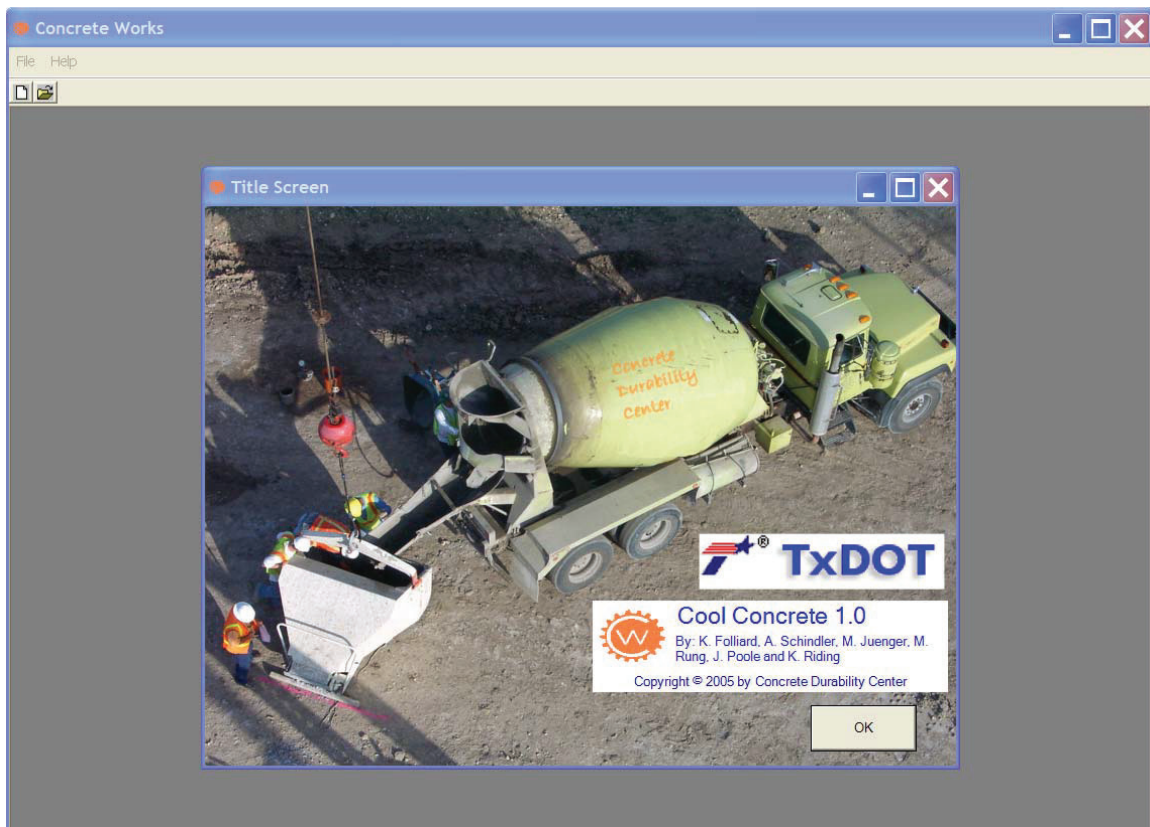 Concrete Works
File Help
Title Screen
Concrete
Durability
Center
® TxDOT
Cool Concrete 1.0
CW
By: K. Folliard, A. Schindler, M. Juenger, M.
Rung, J. Poole and K. Riding
Copyright © 2005 by Concrete Durability Center
OK